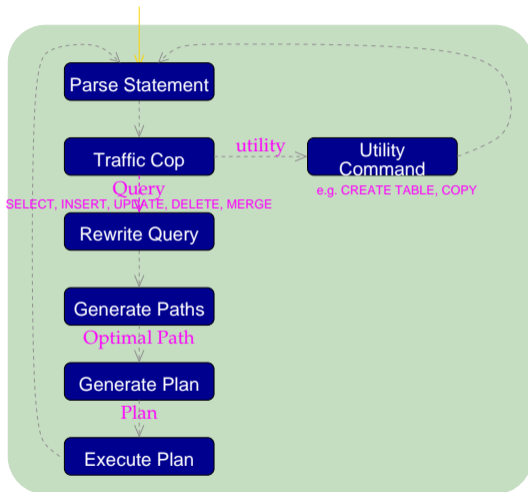 Parse Statement
Traffic Cop
utility
Utility
Command
e.g. CREATE TABLE, COPY
Query
SELECT, INSERT, UPDATE, DELETE, MERGE
Rewrite Query
Generate Paths
Optimal Path
Generate Plan
Plan
Execute Plan